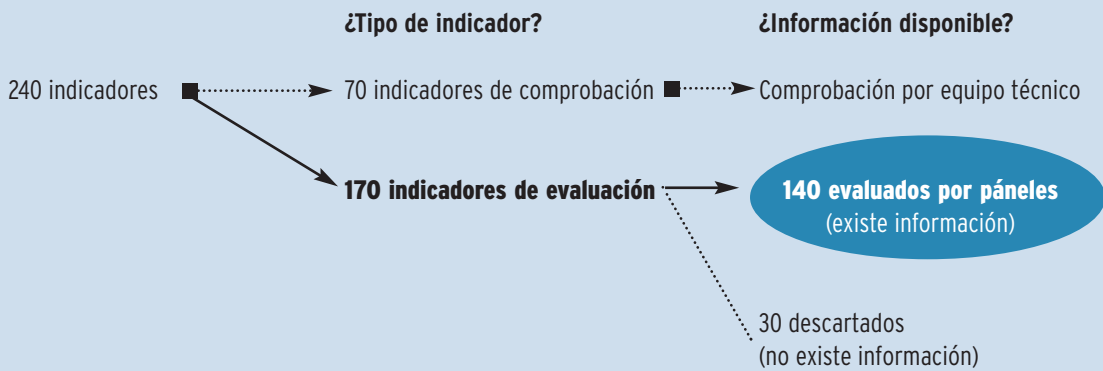 ¿Tipo de indicador?
¿Información disponible?
240 indicadores
70 indicadores de comprobación
Comprobación por equipo técnico
170 indicadores de evaluación
140 evaluados por páneles
(existe información)
30 descartados
(no existe información)